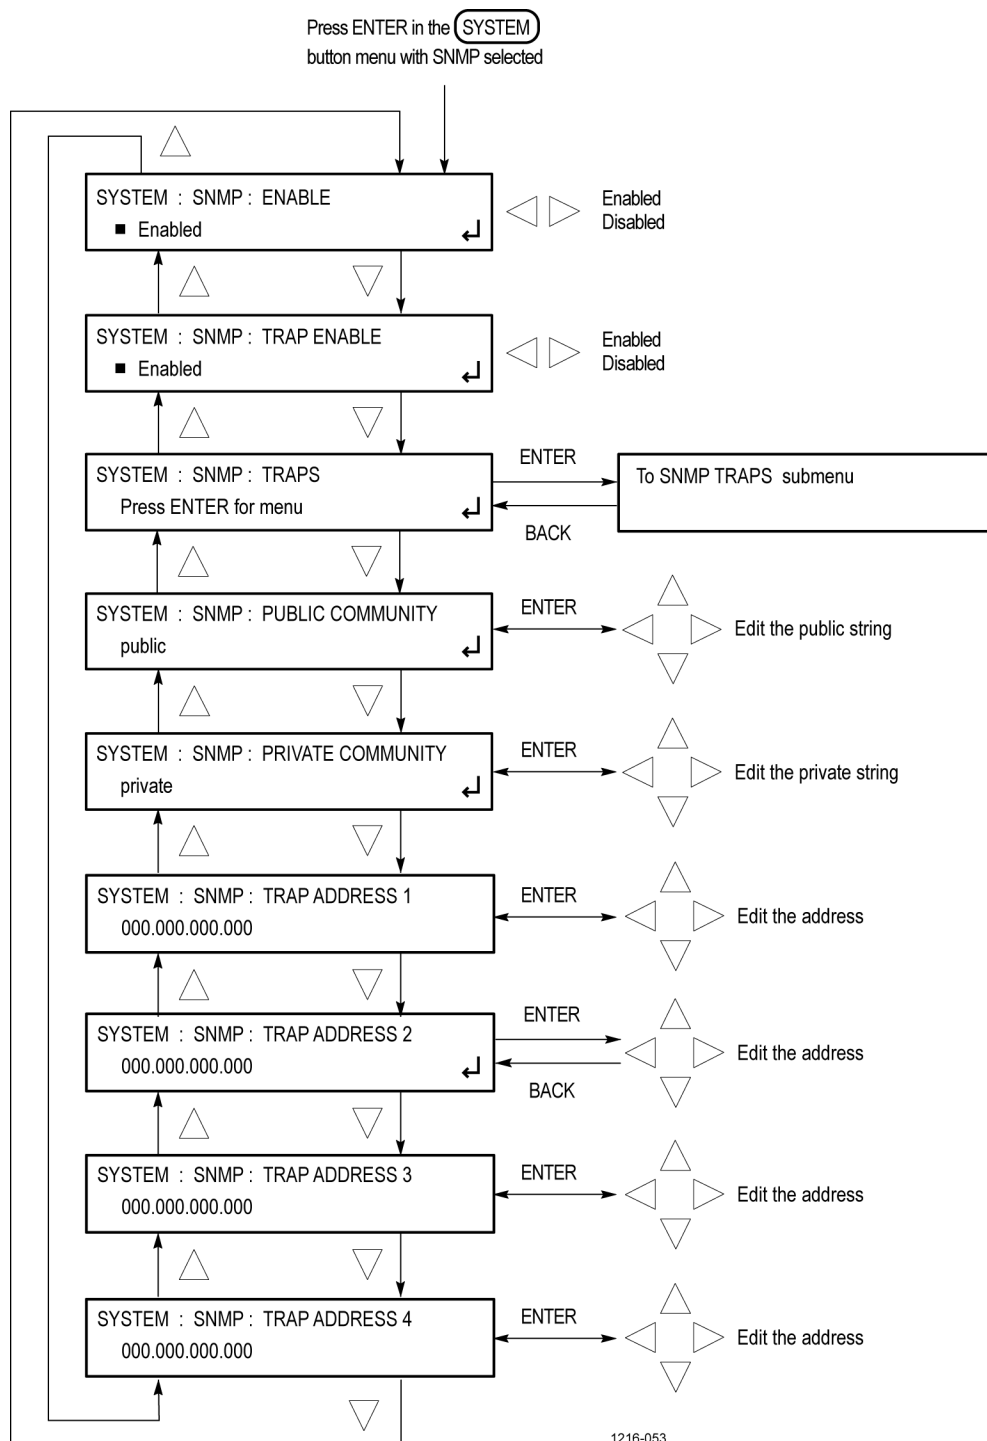 Press ENTER in the SYSTEM
button menu with SNMP selected
SYSTEM : SNMP : ENABLE
■ Enabled
Enabled
Disabled
SYSTEM : SNMP : TRAP ENABLE
■ Enabled
Enabled
Disabled
SYSTEM : SNMP : TRAPS
Press ENTER for menu
ENTER
BACK
To SNMP TRAPS submenu
SYSTEM : SNMP : PUBLIC COMMUNITY
public
ENTER
Edit the public string
SYSTEM : SNMP : PRIVATE COMMUNITY
private
ENTER
Edit the private string
SYSTEM : SNMP : TRAP ADDRESS 1
000.000.000.000
ENTER
Edit the address
SYSTEM : SNMP : TRAP ADDRESS 2
000.000.000.000
ENTER
BACK
Edit the address
SYSTEM : SNMP : TRAP ADDRESS 3
000.000.000.000
ENTER
Edit the address
SYSTEM : SNMP : TRAP ADDRESS 4
000.000.000.000
ENTER
Edit the address
1216-053